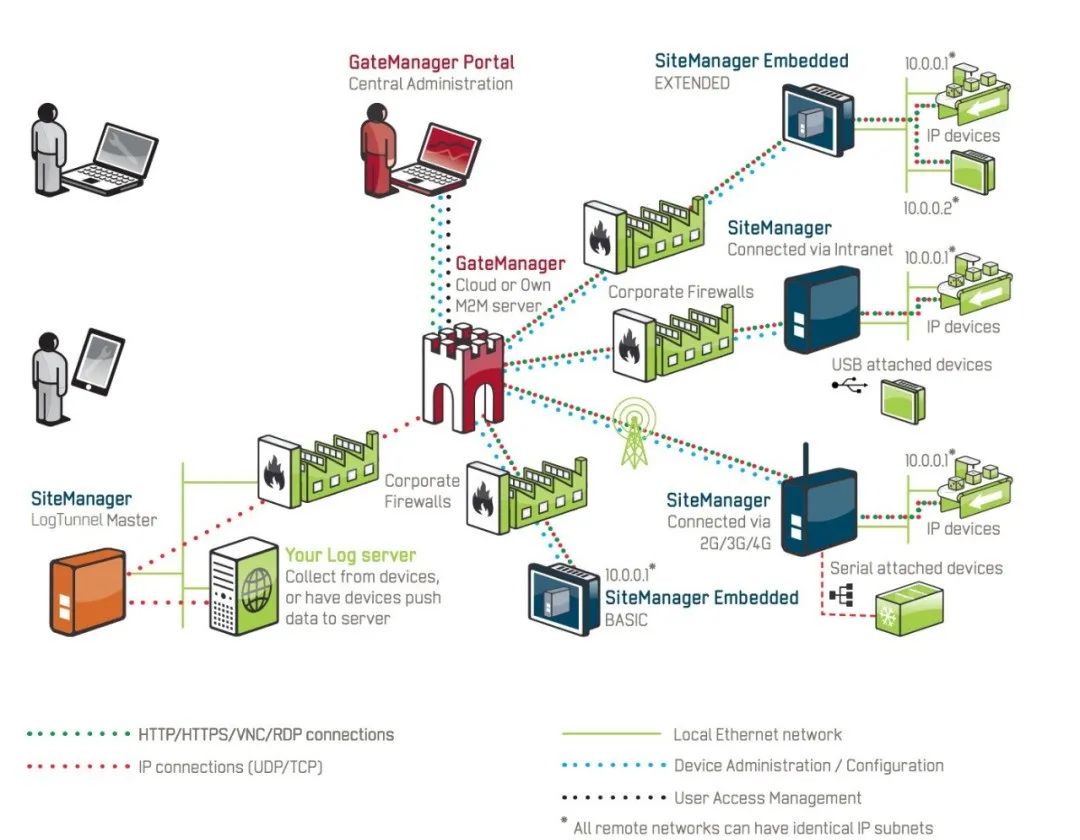 GateManager Portal
Central Administration
SiteManager Embedded
EXTENDED
10.0.0.1*
IP devices
10.0.0.2*
GateManager
Cloud or Own
M2M server
SiteManager
Connected via Intranet
10.0.0.1*
IP devices
Corporate Firewalls
USB attached devices
SiteManager
LogTunnel Master
Corporate
Firewalls
SiteManager
Connected via
2G/3G/4G
10.0.0.1*
IP devices
Your Log server
Collect from devices,
or have devices push
data to server
10.0.0.1*
SiteManager Embedded
BASIC
Serial attached devices
HTTP/HTTPS/VNC/RDP connections
IP connections (UDP/TCP)
Local Ethernet network
Device Administration / Configuration
User Access Management
* All remote networks can have identical IP subnets